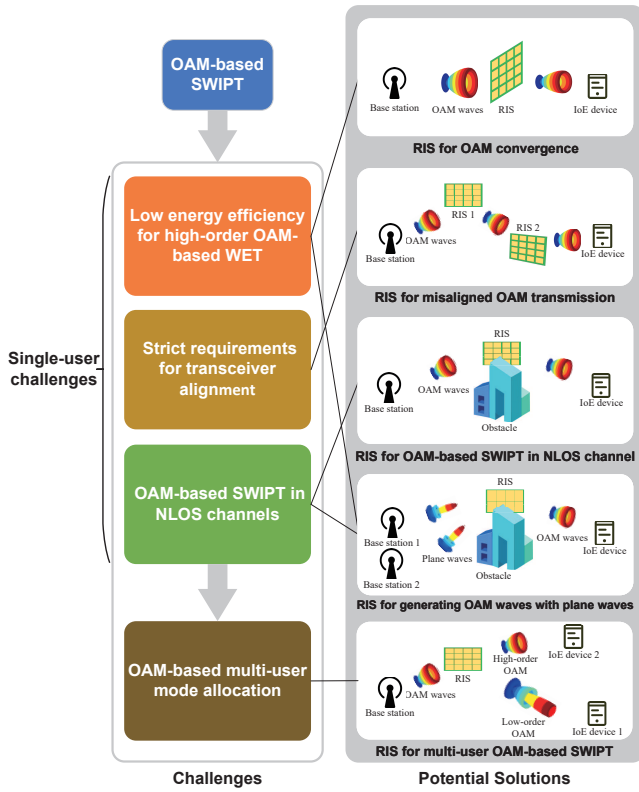 OAM-based
SWIPT
Single-user
challenges
Low energy efficiency
for high-order OAM-
based WET
Strict requirements
for transceiver
alignment
OAM-based SWIPT in
NLOS channels
OAM-based multi-user
mode allocation
Challenges
Base station
OAM waves
RIS
IoE device
RIS for OAM convergence
Base station
OAM waves
RIS 1
RIS 2
IoE device
RIS for misaligned OAM transmission
Base station
OAM waves
RIS
Obstacle
IoE device
RIS for OAM-based SWIPT in NLOS channel
Base station 1
Base station 2
Plane waves
RIS
Obstacle
OAM waves
IoE device
RIS for generating OAM waves with plane waves
Base station
OAM waves
RIS
High-order
OAM
IoE device 2
Low-order
OAM
IoE device 1
RIS for multi-user OAM-based SWIPT
Potential Solutions